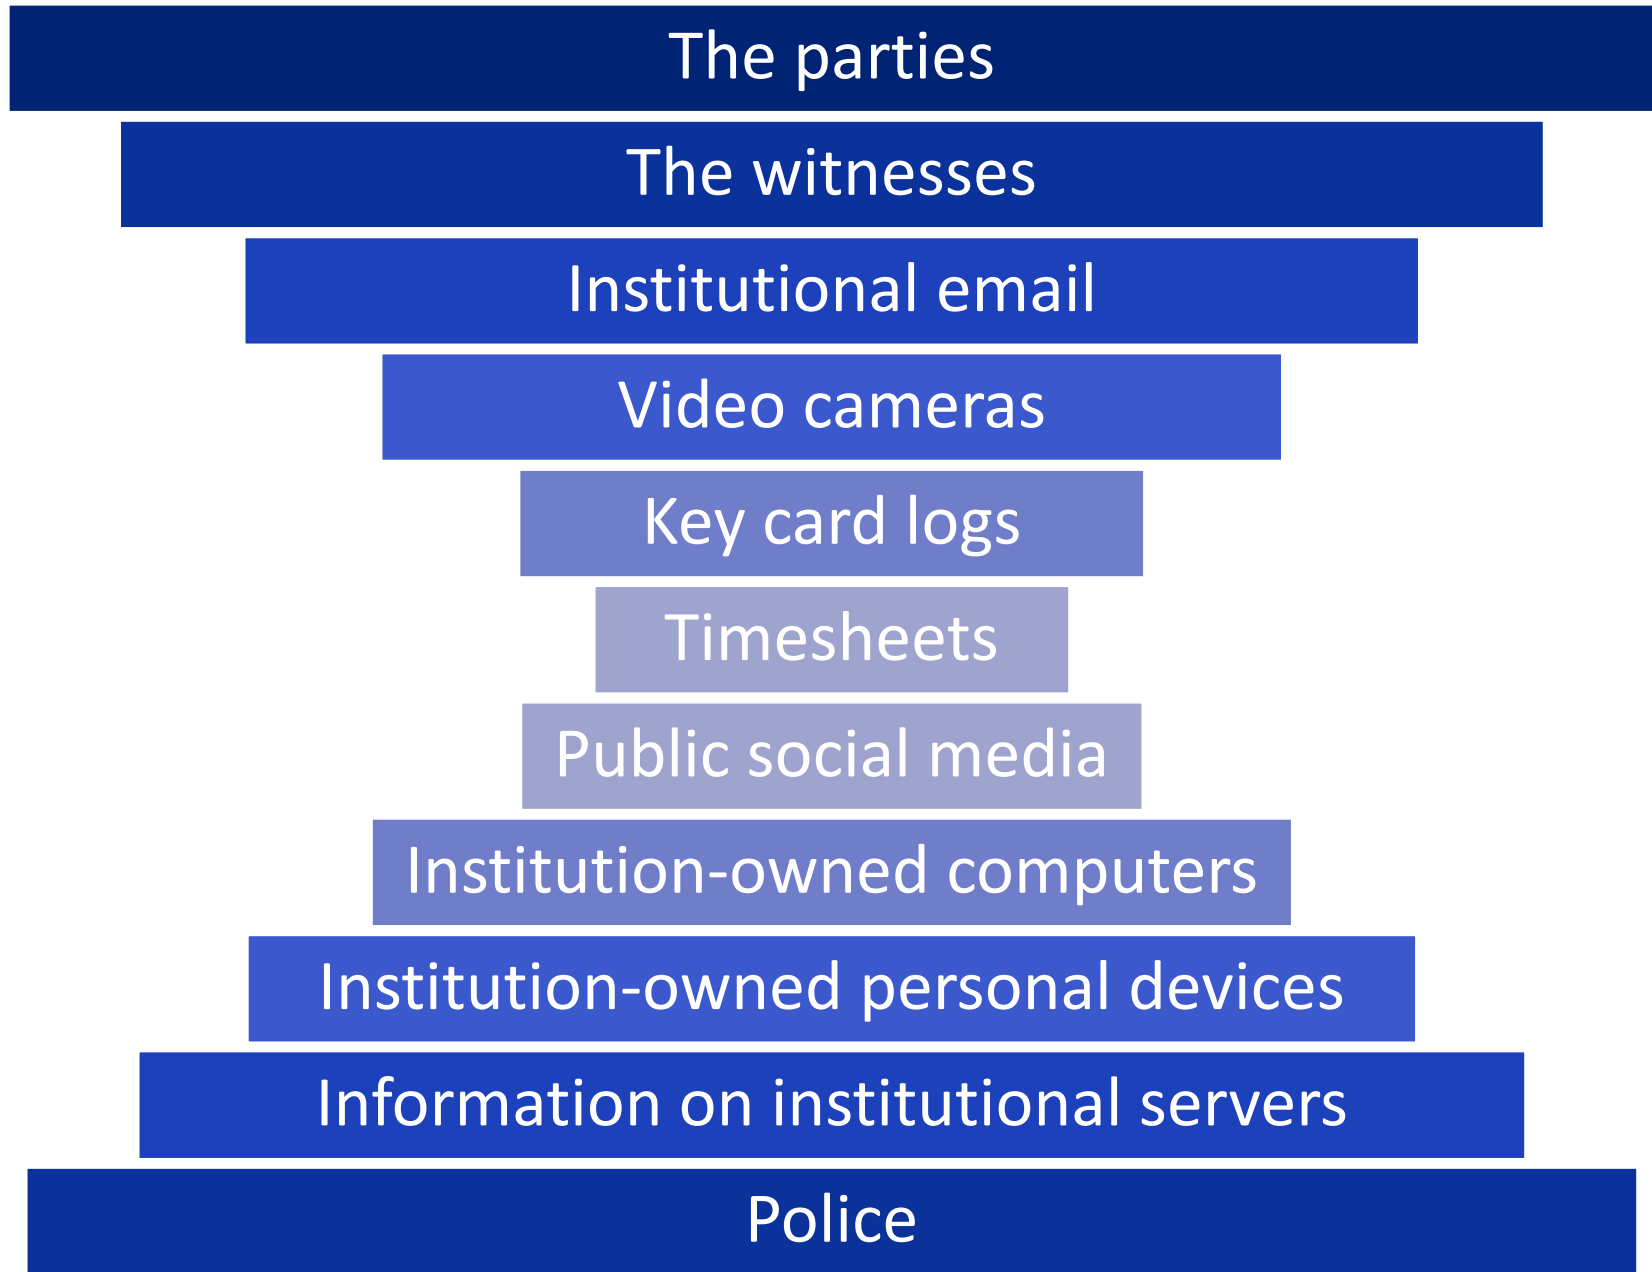 The parties
The witnesses
Institutional email
Video cameras
Key card logs
Timesheets
Public social media
Institution-owned computers
Institution-owned personal devices
Information on institutional servers
Police